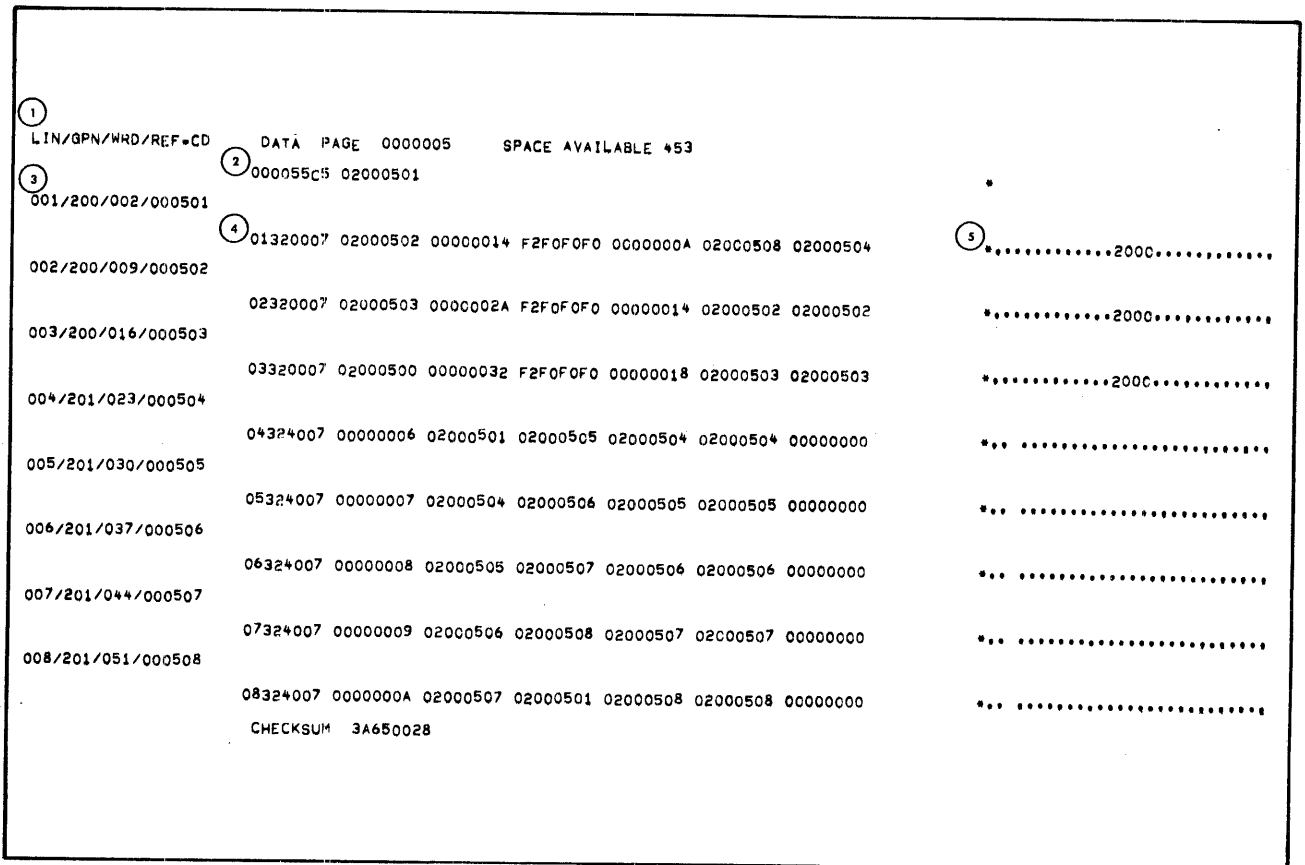 1
LIN/GPN/WRD/REF-CD DATA PAGE 0000005 SPACE AVAILABLE 453
2 000055C5 02000501 *
3
001/200/002/000501
4 01320007 02000502 00000014 F2F0F0F0 0000000A 02000508 02000504 5 *............2000............
002/200/009/000502
02320007 02000503 0000002A F2F0F0F0 00000014 02000502 02000502 *............2000............
003/200/016/000503
03320007 02000500 00000032 F2F0F0F0 00000018 02000503 02000503 *............2000............
004/201/023/000504
04324007 00000006 02000501 02000505 02000504 02000504 00000000 *.. .........................
005/201/030/000505
05324007 00000007 02000504 02000506 02000505 02000505 00000000 *.. .........................
006/201/037/000506
06324007 00000008 02000505 02000507 02000506 02000506 00000000 *.. .........................
007/201/044/000507
07324007 00000009 02000506 02000508 02000507 02000507 00000000 *.. .........................
008/201/051/000508
08324007 0000000A 02000507 02000501 02000508 02000508 00000000 *.. .........................
CHECKSUM 3A650028